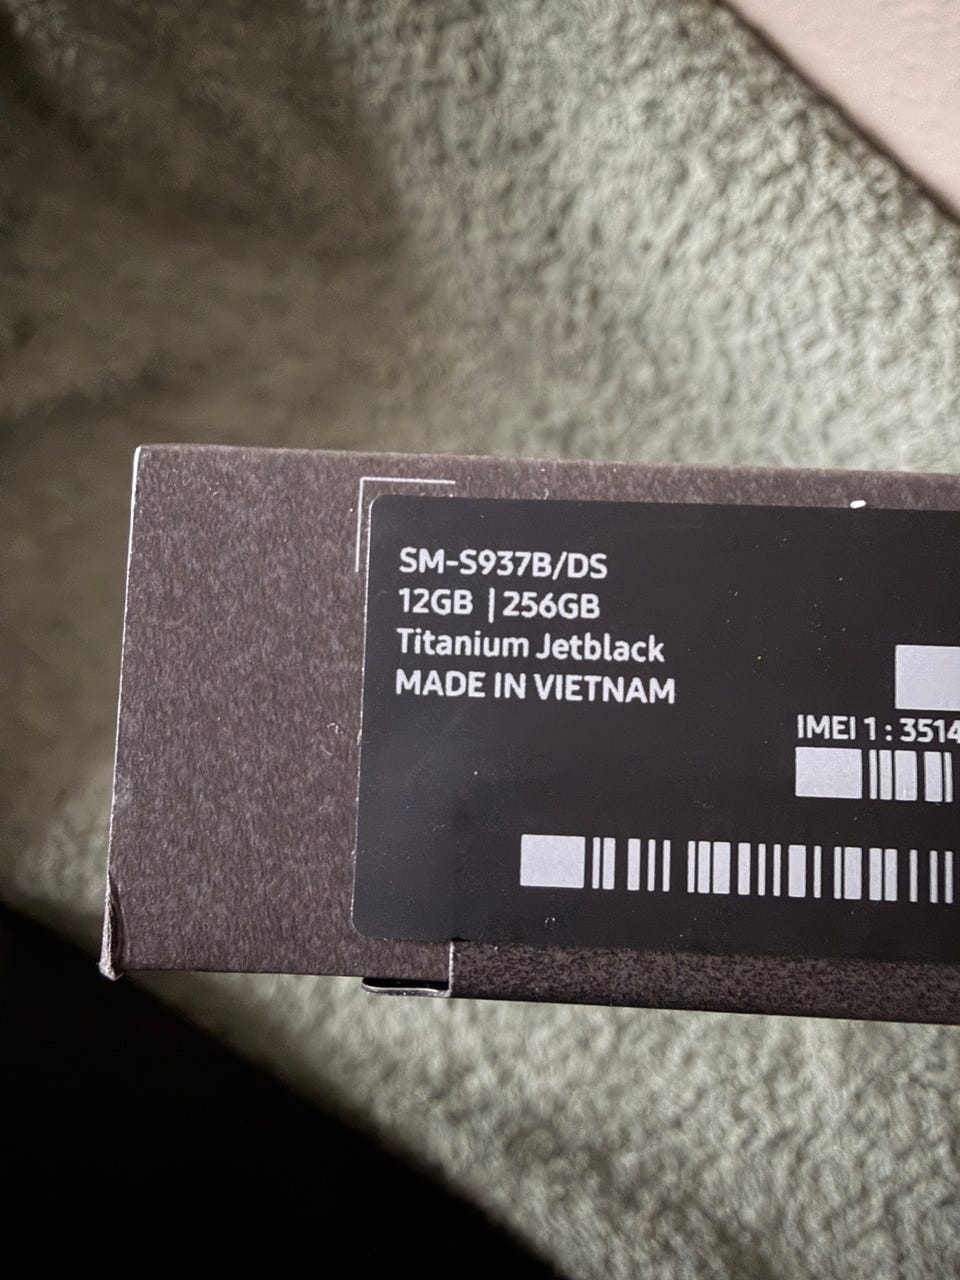 SM-S937B/DS
12GB | 256GB
Titanium Jetblack
MADE IN VIETNAM
IMEI 1 : 3514